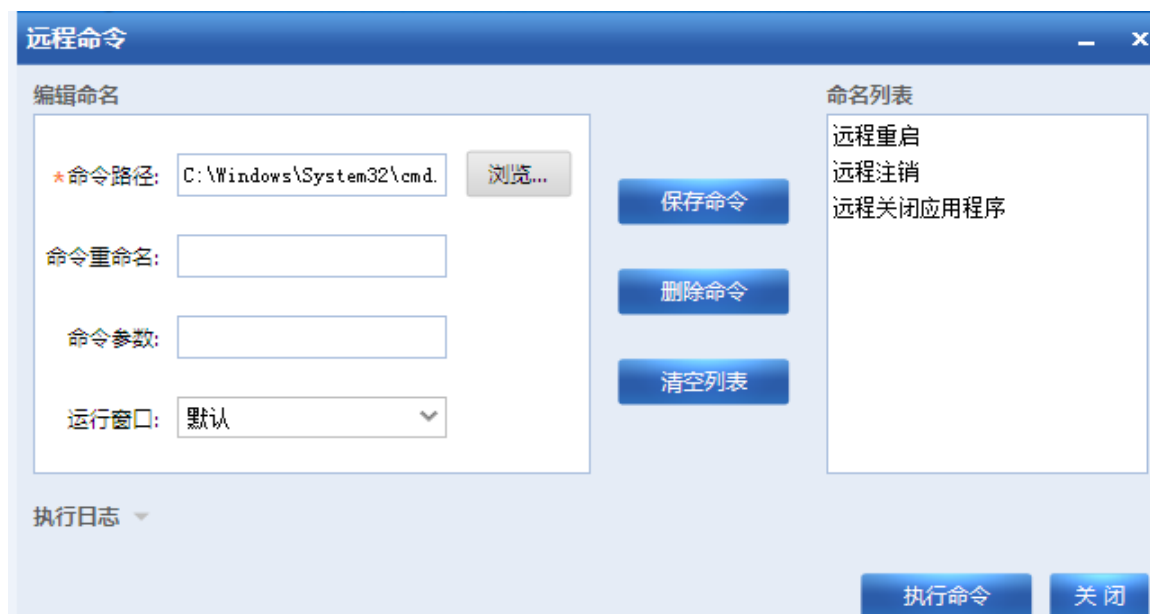 远程命令
编辑命名
*命令路径: C:\Windows\System32\cmd. 浏览...
命令重命名:
命令参数:
运行窗口: 默认
保存命令
删除命令
清空列表
命名列表
远程重启
远程注销
远程关闭应用程序
执行日志
执行命令 关闭